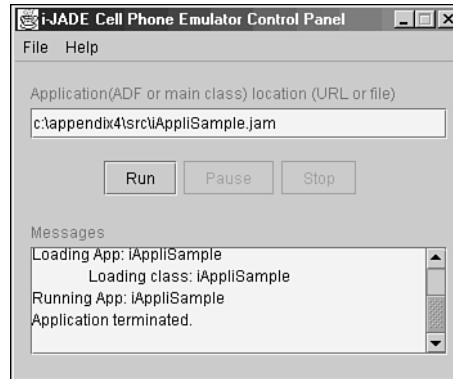 i-JADE Cell Phone Emulator Control Panel
File Help
Application(ADF or main class) location (URL or file)
c:\appendix4\src\iAppliSample.jam
Run Pause Stop
Messages
Loading App: iAppliSample
Loading class: iAppliSample
Running App: iAppliSample
Application terminated.